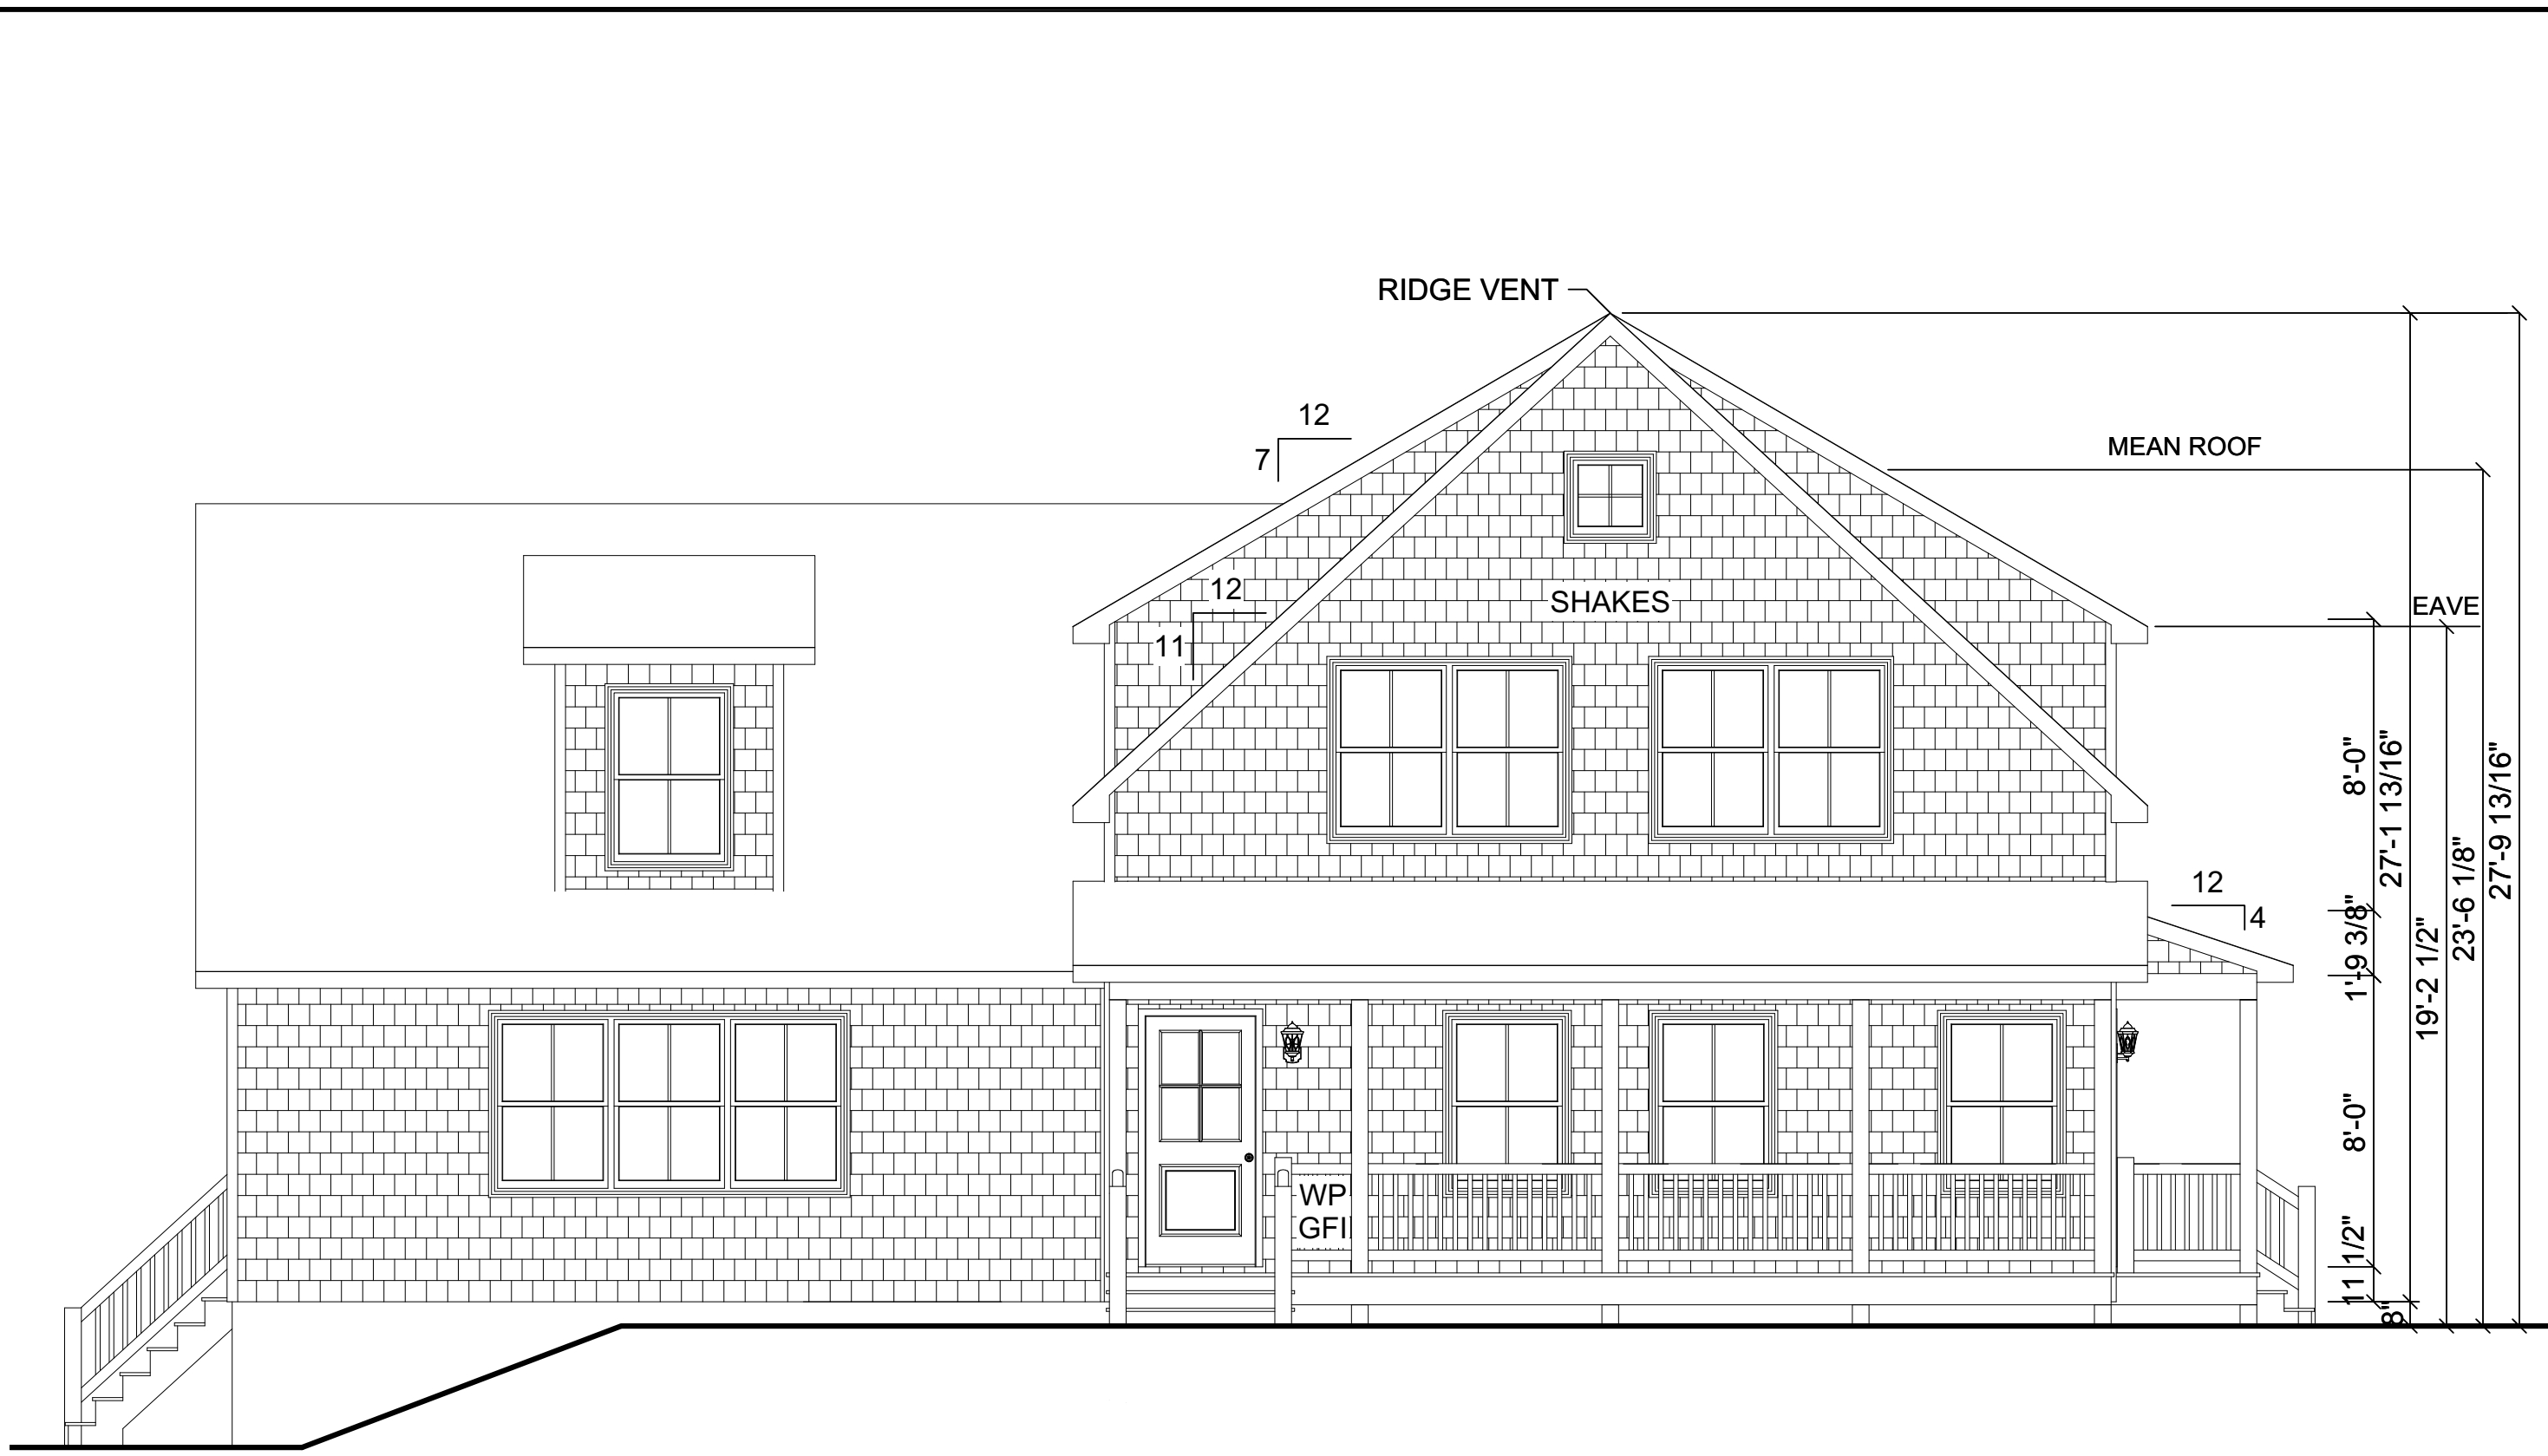 RIDGE VENT
12
7
MEAN ROOF
12
11
SHAKES
EAVE
8'-0"
27'-1 13/16"
27'-9 13/16"
23'-6 1/8"
12
4
1'-9 3/8"
19'-2 1/2"
8'-0"
WP
GFI
11 1/2"
8"